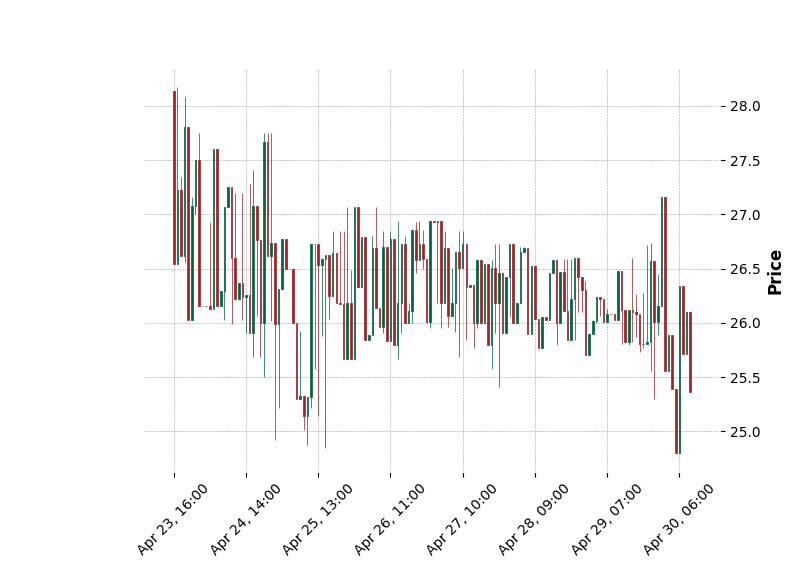 28.0
27.5
27.0
26.5
26.0
25.5
25.0
Price
Apr 23, 16:00
Apr 24, 14:00
Apr 25, 13:00
Apr 26, 11:00
Apr 27, 10:00
Apr 28, 09:00
Apr 29, 07:00
Apr 30, 06:00